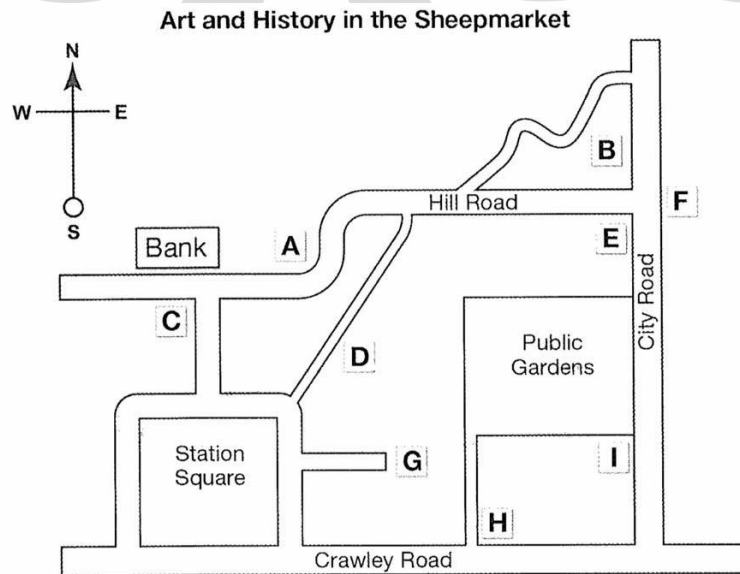 Art and History in the Sheepmarket
N
W
E
S
B
Hill Road
F
A
E
Bank
C
City Road
D
Public
Gardens
Station
Square
G
I
H
Crawley Road